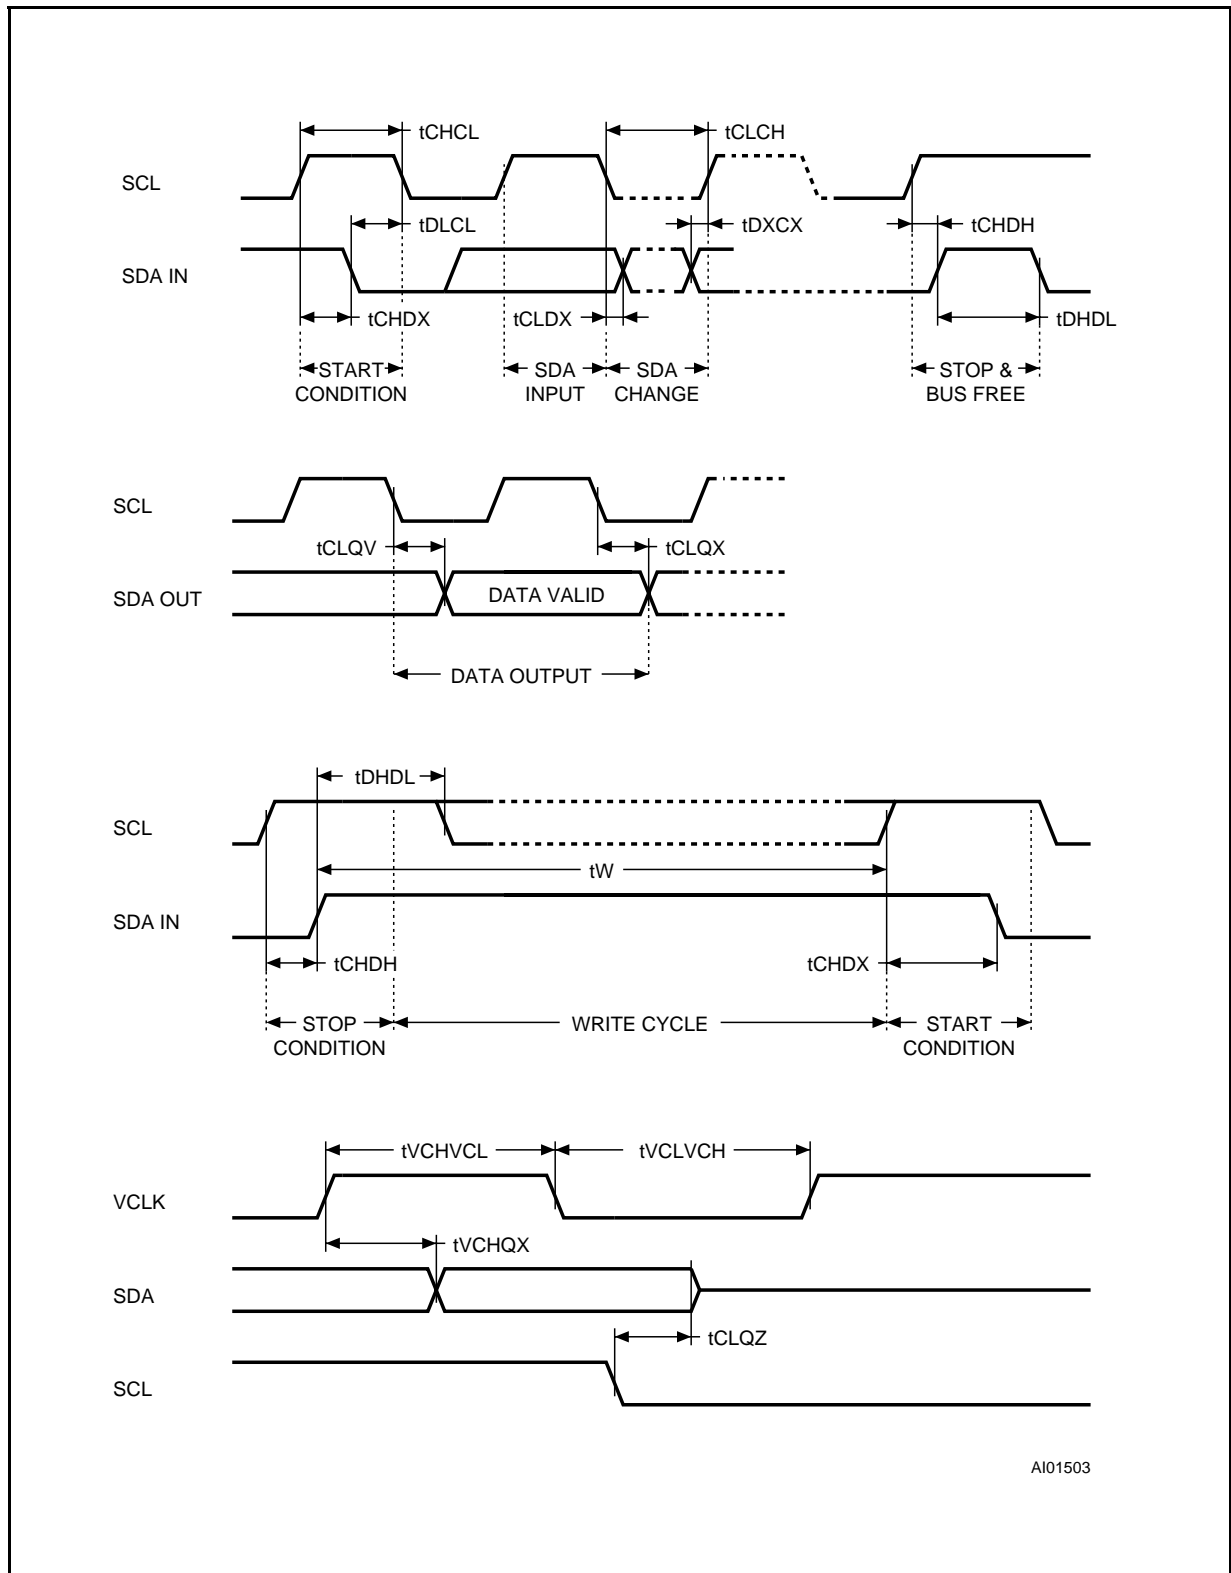 tCHCL
tCLCH
SCL
tDLCL
tDXCX
tCHDH
SDA IN
tCHDX
tCLDX
tDHDL
START
CONDITION
SDA
INPUT
SDA
CHANGE
STOP &
BUS FREE
SCL
tCLQV
tCLQX
SDA OUT
DATA VALID
DATA OUTPUT
tDHDL
SCL
tW
SDA IN
tCHDH
tCHDX
STOP
CONDITION
WRITE CYCLE
START
CONDITION
tVCHVCL
tVCLVCH
VCLK
tVCHQX
SDA
tCLQZ
SCL
AI01503